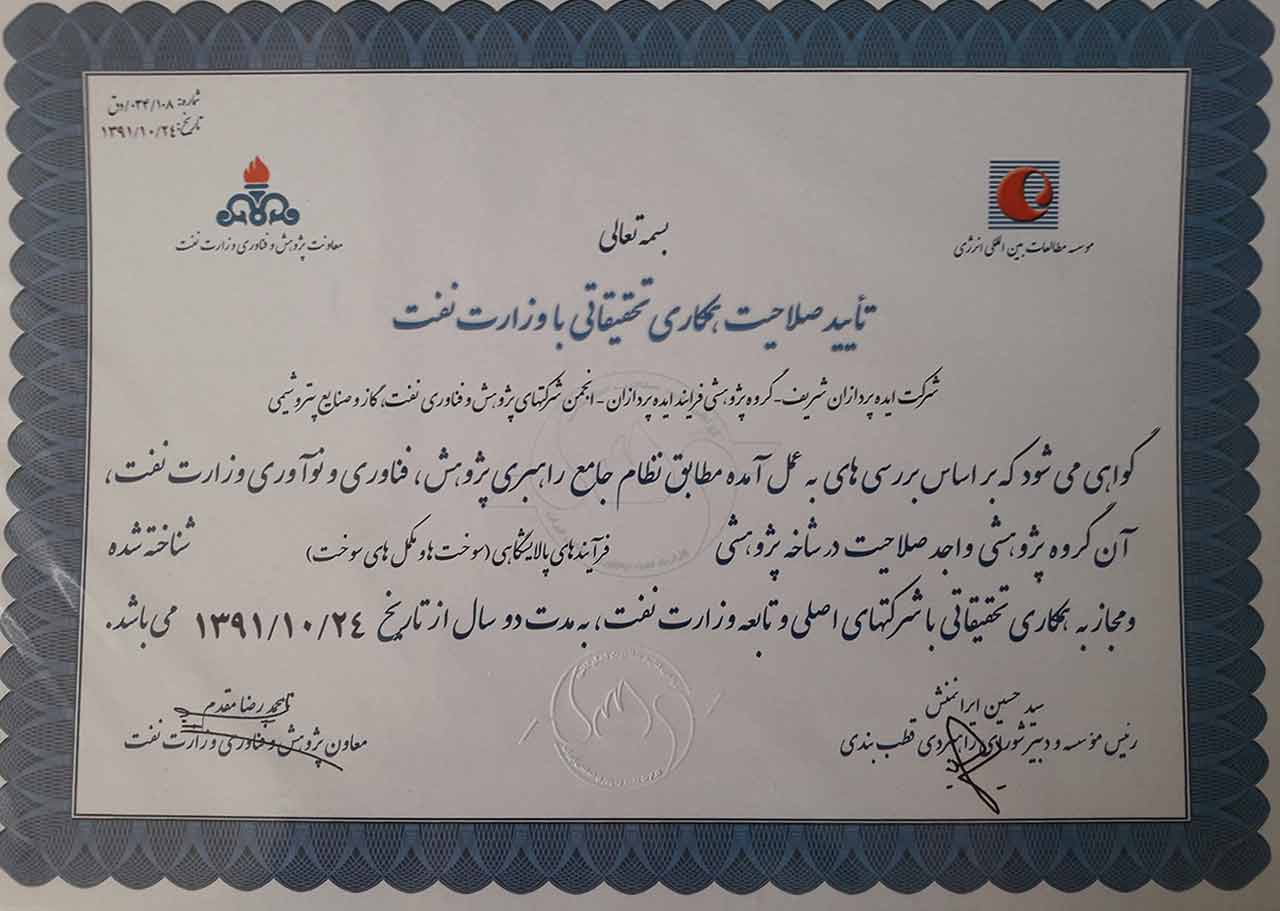 شماره: ۰۳۴/۱۰۸/دق
تاریخ: ۱۳۹۱/۱۰/۲۴
معاونت پژوهش و فناوری وزارت نفت
موسسه مطالعات بین المللی انرژی
بسمه تعالی
تأیید صلاحیت همکاری تحقیقاتی با وزارت نفت
شرکت ایده پردازان شریف - گروه پژوهشی فرایند ایده پردازان - انجمن شرکتهای پژوهش و فناوری نفت، گاز و صنایع پتروشیمی
گواهی می شود که بر اساس بررسی های به عمل آمده مطابق نظام جامع راهبری پژوهش، فناوری و نوآوری وزارت نفت،
آن گروه پژوهشی واجد صلاحیت در شاخه پژوهشی فرآیندهای پالایشگاهی (سوخت ها و مکمل های سوخت) شناخته شده
و مجاز به همکاری تحقیقاتی با شرکتهای اصلی و تابعه وزارت نفت، به مدت دو سال از تاریخ ۱۳۹۱/۱۰/۲۴ می باشد.
سید حسین ایرانمنش
رئیس مؤسسه و دبیر شورای راهبردی قطب بندی
محمد رضا مقدم
معاون پژوهش و فناوری وزارت نفت